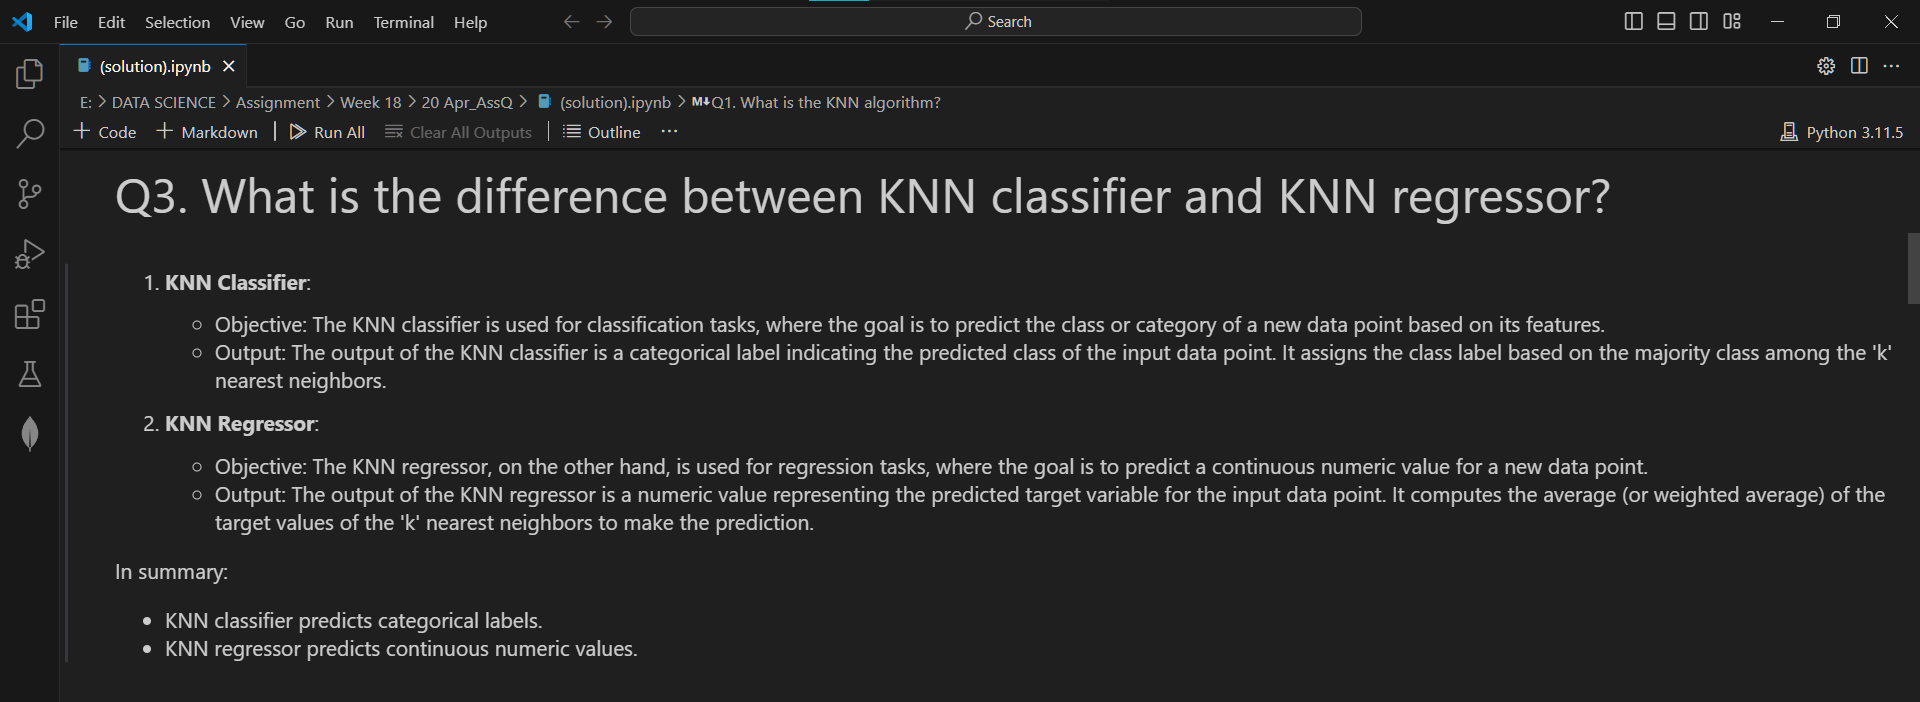 File Edit Selection View Go Run Terminal Help Search
(solution).ipynb
E: > DATA SCIENCE > Assignment > Week 18 > 20 Apr_AssQ > (solution).ipynb > M↓Q1. What is the KNN algorithm?
+ Code + Markdown | Run All Clear All Outputs | Outline ... Python 3.11.5
Q3. What is the difference between KNN classifier and KNN regressor?
1. KNN Classifier:
○ Objective: The KNN classifier is used for classification tasks, where the goal is to predict the class or category of a new data point based on its features.
○ Output: The output of the KNN classifier is a categorical label indicating the predicted class of the input data point. It assigns the class label based on the majority class among the 'k'
nearest neighbors.
2. KNN Regressor:
○ Objective: The KNN regressor, on the other hand, is used for regression tasks, where the goal is to predict a continuous numeric value for a new data point.
○ Output: The output of the KNN regressor is a numeric value representing the predicted target variable for the input data point. It computes the average (or weighted average) of the
target values of the 'k' nearest neighbors to make the prediction.
In summary:
• KNN classifier predicts categorical labels.
• KNN regressor predicts continuous numeric values.